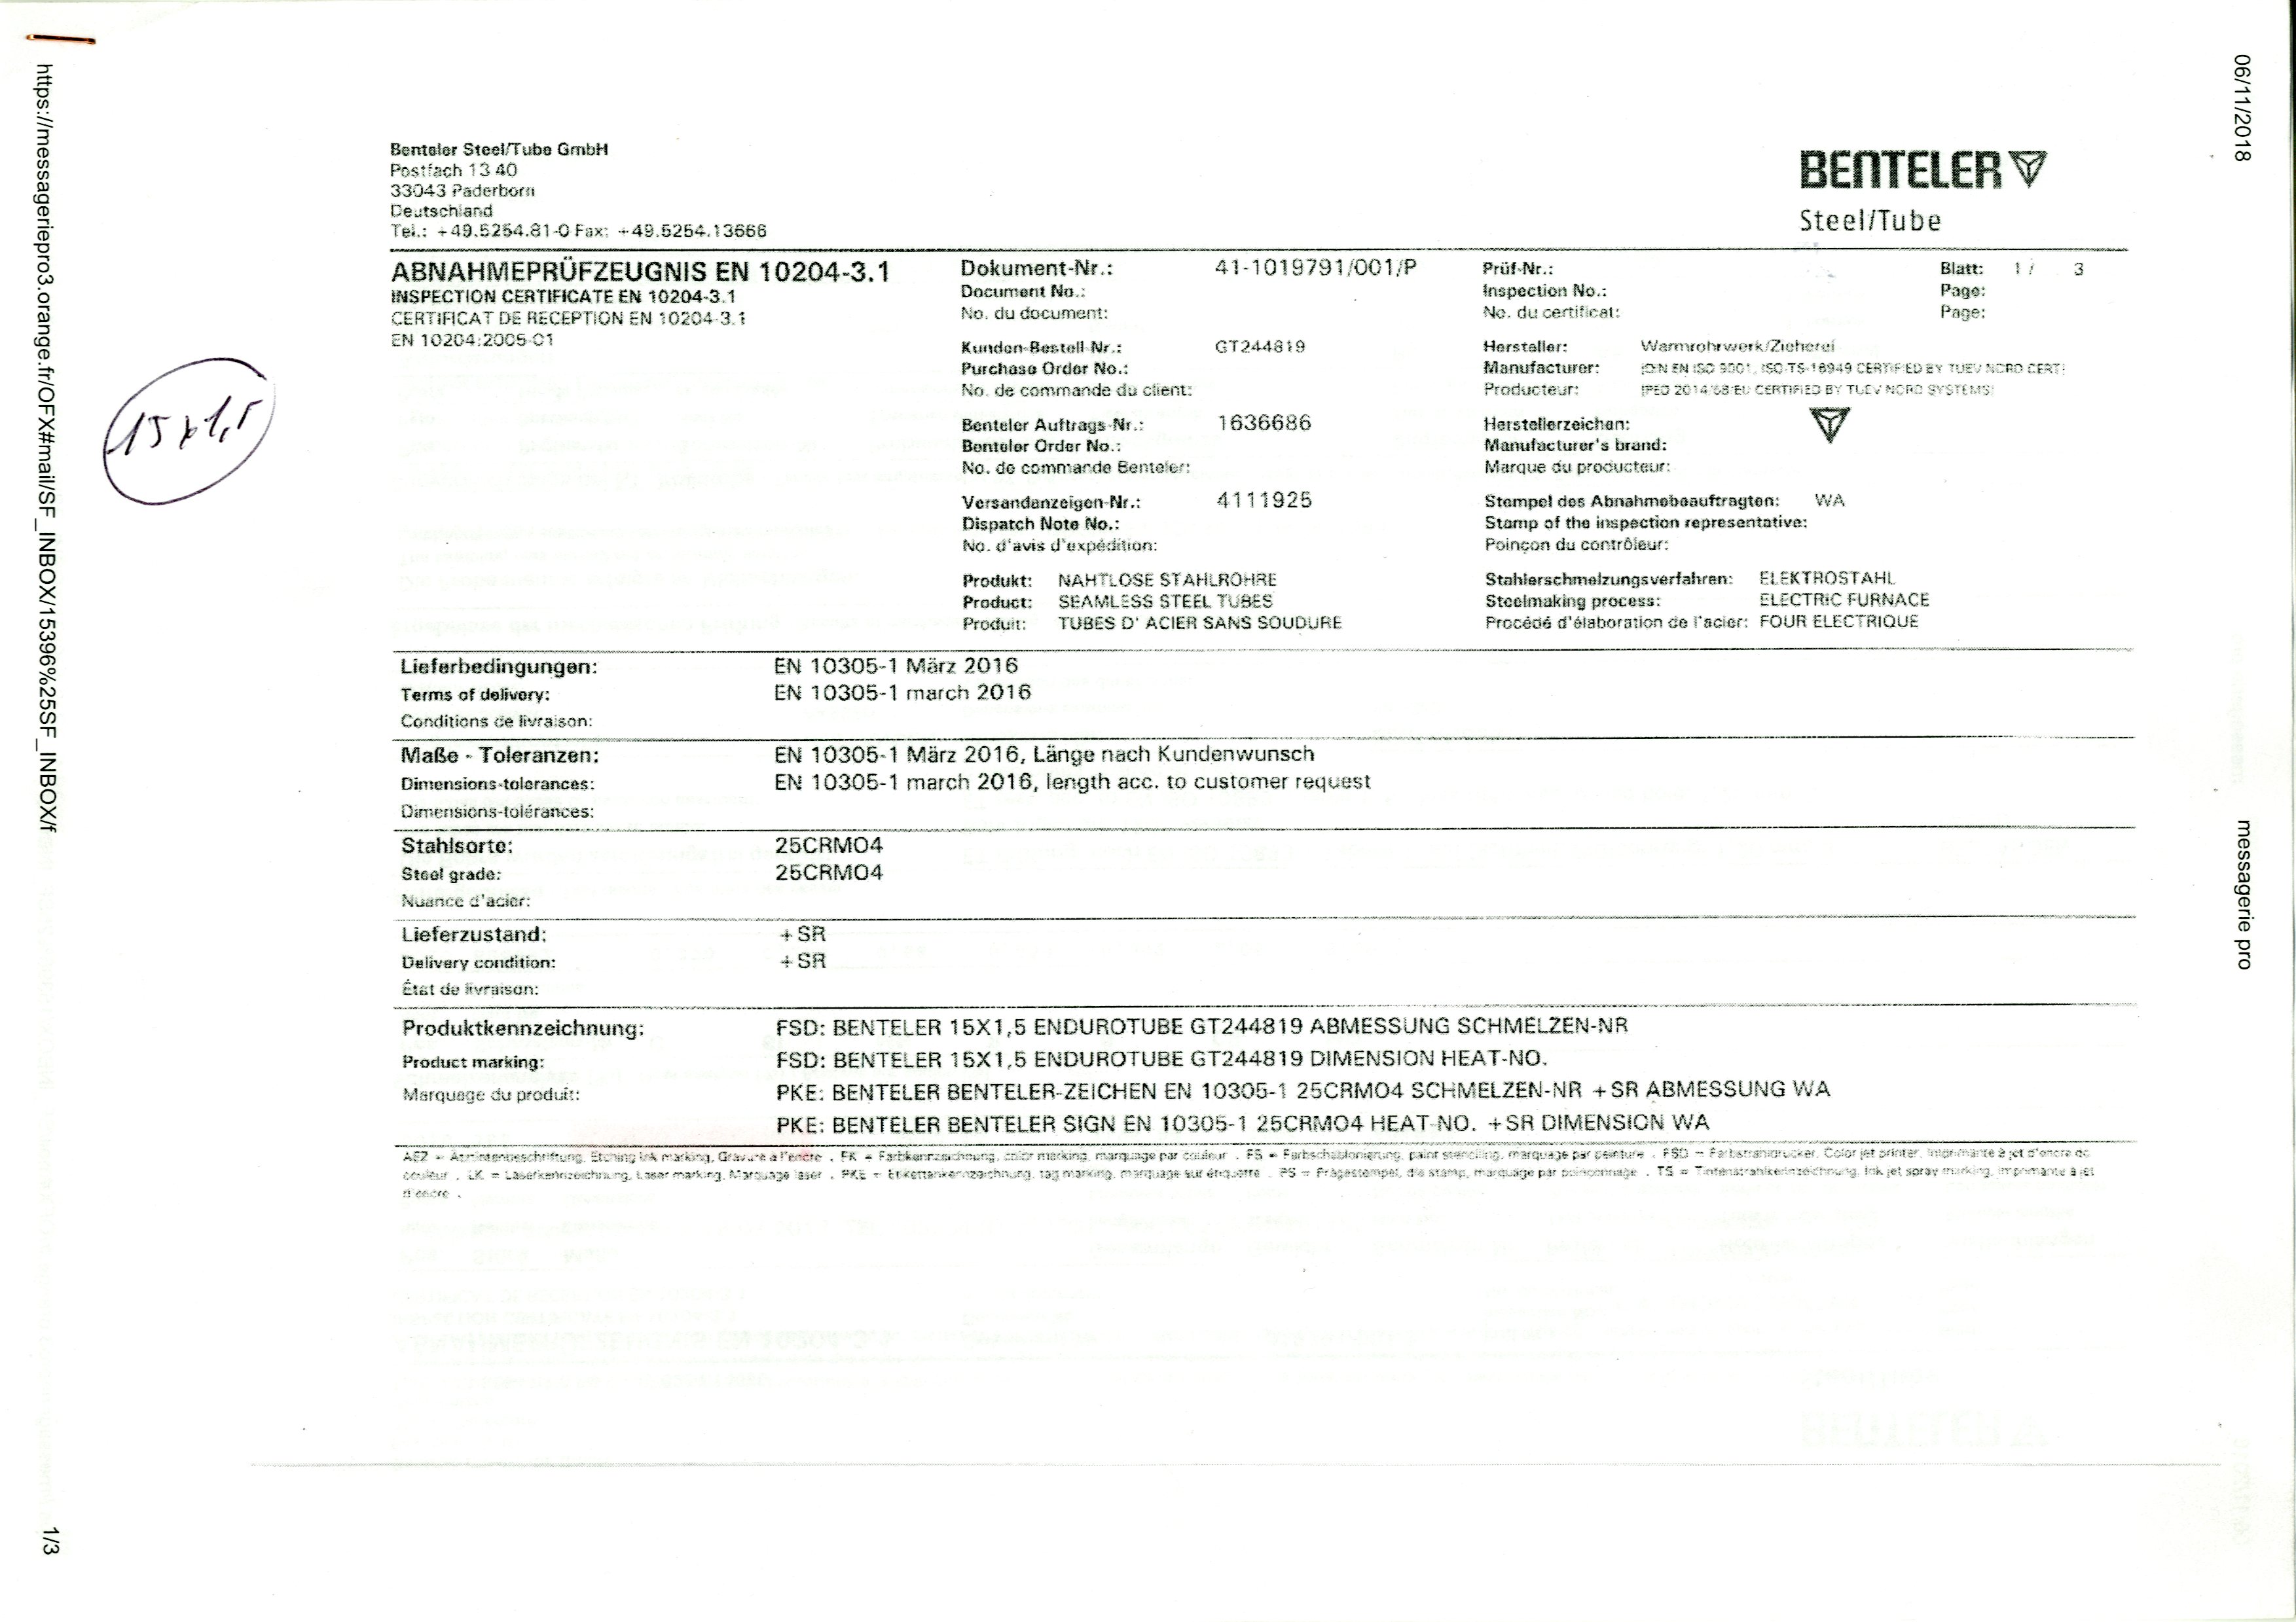 06/11/2018
messagerie pro
Benteler Steel/Tube GmbH
Postfach 13 40
33043 Paderborn
Deutschland
Tel.: +49.5254.81-0 Fax: +49.5254.13666
BENTELER
Steel/Tube
ABNAHMEPRÜFZEUGNIS EN 10204-3.1
INSPECTION CERTIFICATE EN 10204-3.1
CERTIFICAT DE RECEPTION EN 10204-3.1
EN 10204:2005-01
Dokument-Nr.: 41-1019791/001/P
Document No.:
No. du document:
Kunden-Bestell-Nr.: GT244819
Purchase Order No.:
No. de commande du client:
Benteler Auftrags-Nr.: 1636686
Benteler Order No.:
No. de commande Benteler:
Versandanzeigen-Nr.: 4111925
Dispatch Note No.:
No. d'avis d'expédition:
Produkt: NAHTLOSE STAHLROHRE
Product: SEAMLESS STEEL TUBES
Produit: TUBES D' ACIER SANS SOUDURE
Prüf-Nr.:
Inspection No.:
No. du certificat:
Blatt: 1 / 3
Page:
Page:
Hersteller: Warmrohrwerk/Zieherei
Manufacturer: (DIN EN ISO 9001, ISO-TS-16949 CERTIFIED BY TUEV NORD CERT)
Producteur: (PED 2014/68/EU CERTIFIED BY TUEV NORD SYSTEMS)
Herstellerzeichen:
Manufacturer's brand:
Marque du producteur:
Stempel des Abnahmebeauftragten: WA
Stamp of the inspection representative:
Poinçon du contrôleur:
Stahlerschmelzungsverfahren: ELEKTROSTAHL
Steelmaking process: ELECTRIC FURNACE
Procédé d'élaboration de l'acier: FOUR ELECTRIQUE
15x1,5
Lieferbedingungen: EN 10305-1 März 2016
Terms of delivery: EN 10305-1 march 2016
Conditions de livraison:
Maße - Toleranzen: EN 10305-1 März 2016, Länge nach Kundenwunsch
Dimensions-tolerances: EN 10305-1 march 2016, length acc. to customer request
Dimensions-tolérances:
Stahlsorte: 25CRMO4
Steel grade: 25CRMO4
Nuance d'acier:
Lieferzustand: +SR
Delivery condition: +SR
État de livraison:
Produktkennzeichnung: FSD: BENTELER 15X1,5 ENDUROTUBE GT244819 ABMESSUNG SCHMELZEN-NR
Product marking: FSD: BENTELER 15X1,5 ENDUROTUBE GT244819 DIMENSION HEAT-NO.
Marquage du produit: PKE: BENTELER BENTELER-ZEICHEN EN 10305-1 25CRMO4 SCHMELZEN-NR +SR ABMESSUNG WA
PKE: BENTELER BENTELER SIGN EN 10305-1 25CRMO4 HEAT-NO. +SR DIMENSION WA
AEZ = Ätztintenbeschriftung, Etching ink marking, Gravure à l'encre . FK = Farbkennzeichnung, color marking, marquage par couleur . FS = Farbschablonierung, paint stenciling, marquage par peinture . FSD = Farbstrahldrucker, Color jet printer, Imprimante à jet d'encre de
couleur . LK = Laserkennzeichnung, Laser marking, Marquage laser . PKE = Etikettenkennzeichnung, tag marking, marquage sur étiquette . PS = Prägestempel, die stamp, marquage par poinçonnage . TS = Tintenstrahlkennzeichnung, Ink jet spray marking, Imprimante à jet
d'encre .
https://messageriepro3.orange.fr/OFX#mail/SF_INBOX/15396%25SF_INBOX/f
1/3